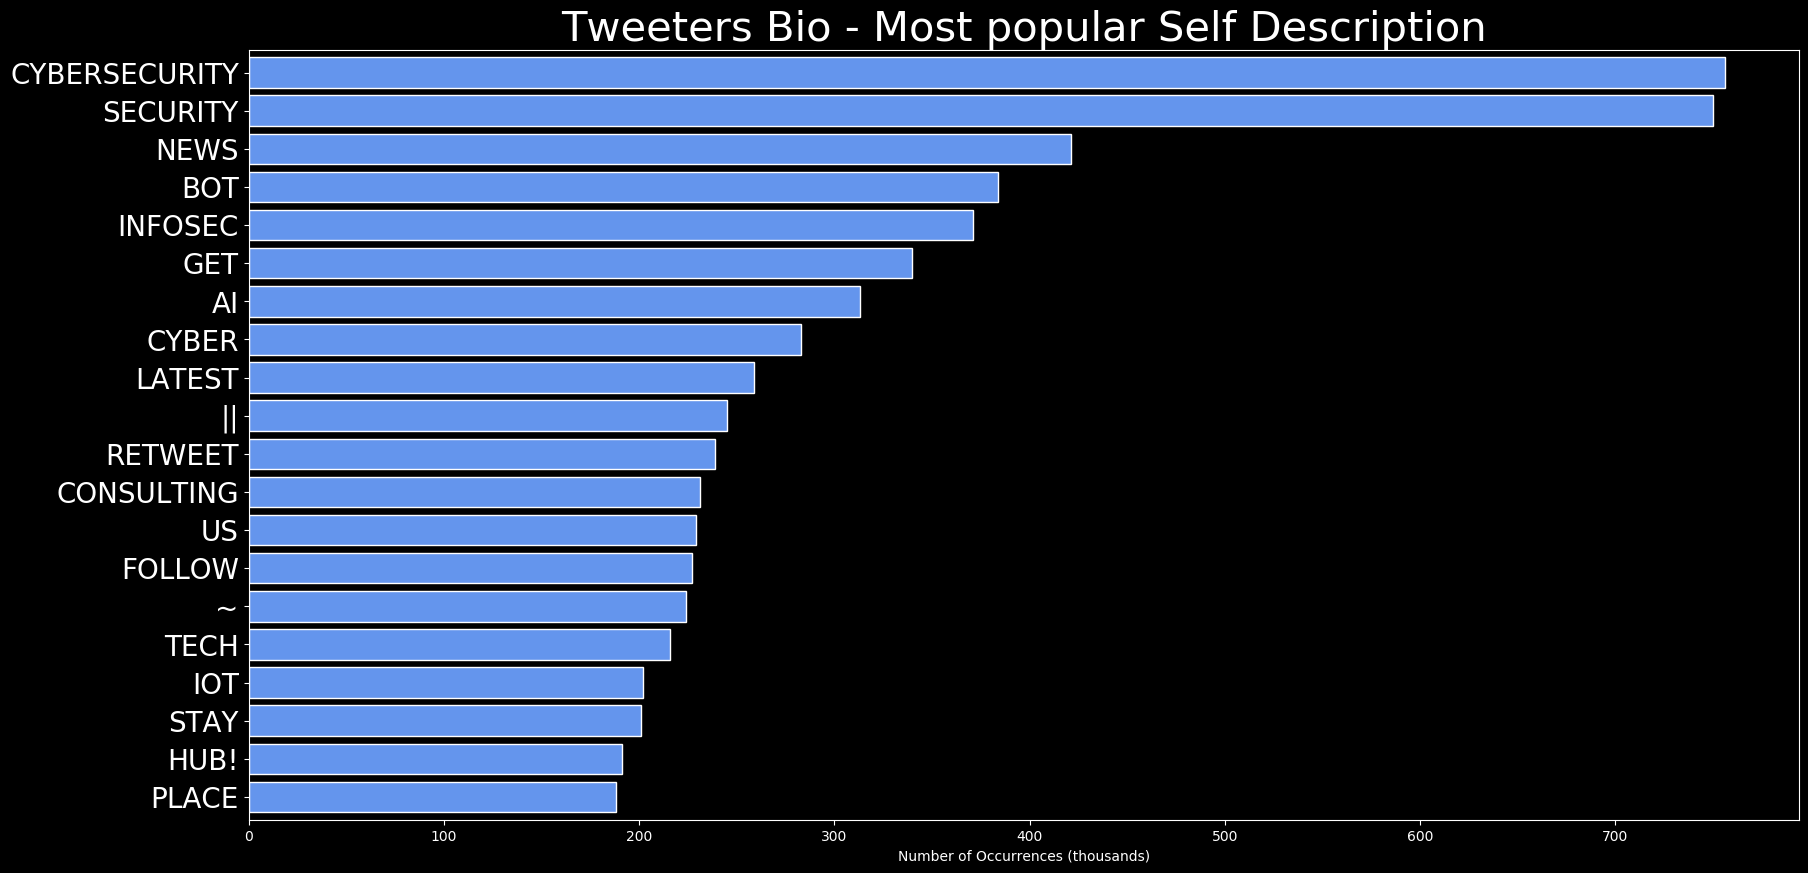 Tweeters Bio - Most popular Self Description
CYBERSECURITY
SECURITY
NEWS
BOT
INFOSEC
GET
AI
CYBER
LATEST
||
RETWEET
CONSULTING
US
FOLLOW
~
TECH
IOT
STAY
HUB!
PLACE
0 100 200 300 400 500 600 700
Number of Occurrences (thousands)